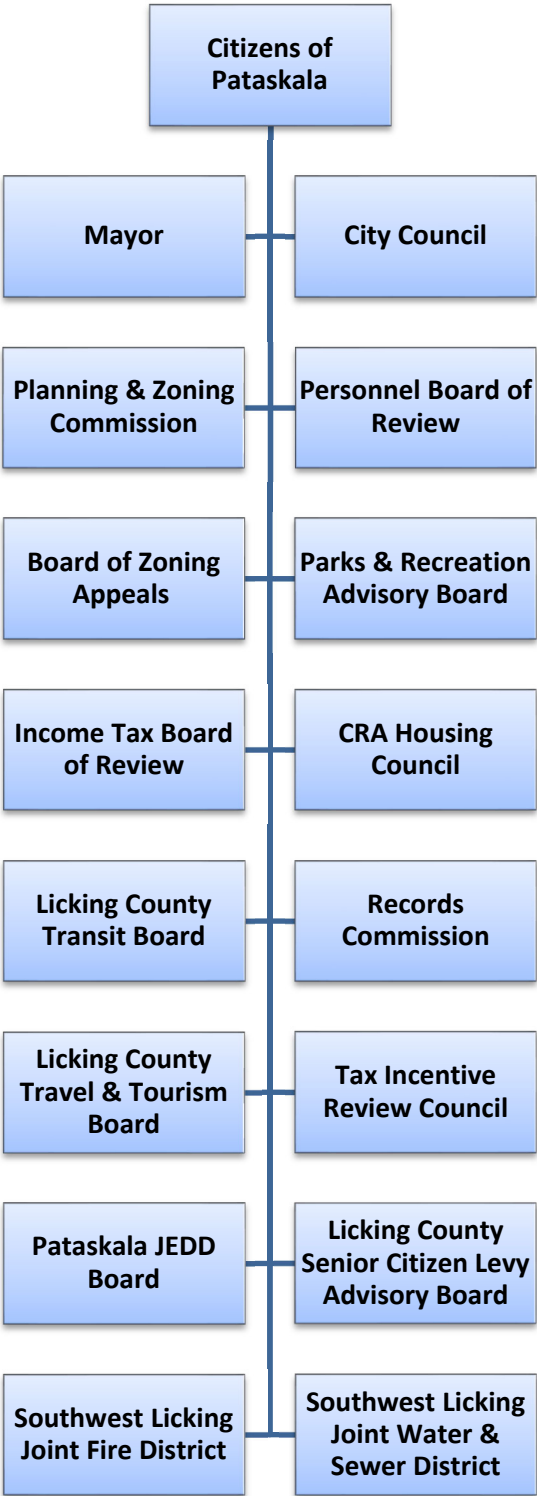 Citizens of
Pataskala
Mayor
City Council
Planning & Zoning
Commission
Personnel Board of
Review
Board of Zoning
Appeals
Parks & Recreation
Advisory Board
Income Tax Board
of Review
CRA Housing
Council
Licking County
Transit Board
Records
Commission
Licking County
Travel & Tourism
Board
Tax Incentive
Review Council
Pataskala JEDD
Board
Licking County
Senior Citizen Levy
Advisory Board
Southwest Licking
Joint Fire District
Southwest Licking
Joint Water &
Sewer District